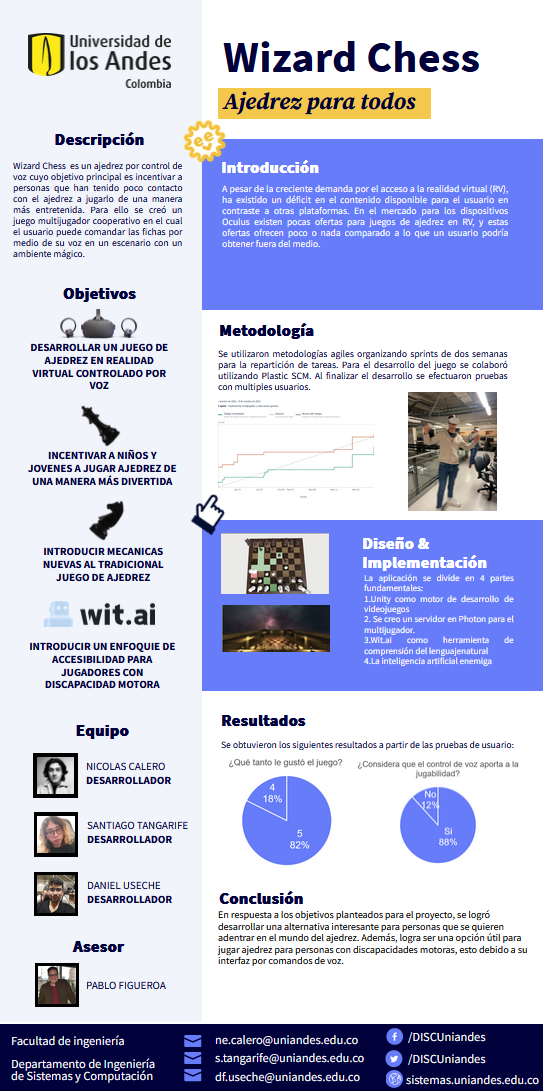 Universidad de
los Andes
Colombia
Wizard Chess
Ajedrez para todos
Descripción
Wizard Chess es un ajedrez por control de
voz cuyo objetivo principal es incentivar a
personas que han tenido poco contacto
con el ajedrez a jugarlo de una manera
más entretenida. Para ello se creó un
juego multijugador cooperativo en el cual
el usuario puede comandar las fichas por
medio de su voz en un escenario con un
ambiente mágico.
Objetivos
DESARROLLAR UN JUEGO DE
AJEDREZ EN REALIDAD
VIRTUAL CONTROLADO POR
VOZ
INCENTIVAR A NIÑOS Y
JOVENES A JUGAR AJEDREZ DE
UNA MANERA MÁS DIVERTIDA
INTRODUCIR MECANICAS
NUEVAS AL TRADICIONAL
JUEGO DE AJEDREZ
wit.ai
INTRODUCIR UN ENFOQUIE DE
ACCESIBILIDAD PARA
JUGADORES CON
DISCAPACIDAD MOTORA
Equipo
NICOLAS CALERO
DESARROLLADOR
SANTIAGO TANGARIFE
DESARROLLADOR
DANIEL USECHE
DESARROLLADOR
Asesor
PABLO FIGUEROA
Introducción
A pesar de la creciente demanda por el acceso a la realidad virtual (RV),
ha existido un déficit en el contenido disponible para el usuario en
contraste a otras plataformas. En el mercado para los dispositivos
Oculus existen pocas ofertas para juegos de ajedrez en RV, y estas
ofertas ofrecen poco o nada comparado a lo que un usuario podría
obtener fuera del medio.
Metodología
Se utilizaron metodologías agiles organizando sprints de dos semanas
para la repartición de tareas. Para el desarrollo del juego se colaboró
utilizando Plastic SCM. Al finalizar el desarrollo se efectuaron pruebas
con multiples usuarios.
Diseño &
Implementación
La aplicación se divide en 4 partes
fundamentales:
1.Unity como motor de desarrollo de
videojuegos
2. Se creo un servidor en Photon para el
multijugador.
3.Wit.ai como herramienta de
comprensión del lenguajenatural
4.La inteligencia artificial enemiga
Resultados
Se obtuvieron los siguientes resultados a partir de las pruebas de usuario:
¿Qué tanto le gustó el juego?
4
18%
5
82%
¿Considera que el control de voz aporta a la
jugabilidad?
No
12%
Si
88%
Conclusión
En respuesta a los objetivos planteados para el proyecto, se logró
desarrollar una alternativa interesante para personas que se quieren
adentrar en el mundo del ajedrez. Además, logra ser una opción útil para
jugar ajedrez para personas con discapacidades motoras, esto debido a su
interfaz por comandos de voz.
Facultad de ingeniería
Departamento de Ingeniería
de Sistemas y Computación
ne.calero@uniandes.edu.co
s.tangarife@uniandes.edu.co
df.useche@uniandes.edu.co
/DISCUniandes
/DISCUniandes
sistemas.uniandes.edu.co